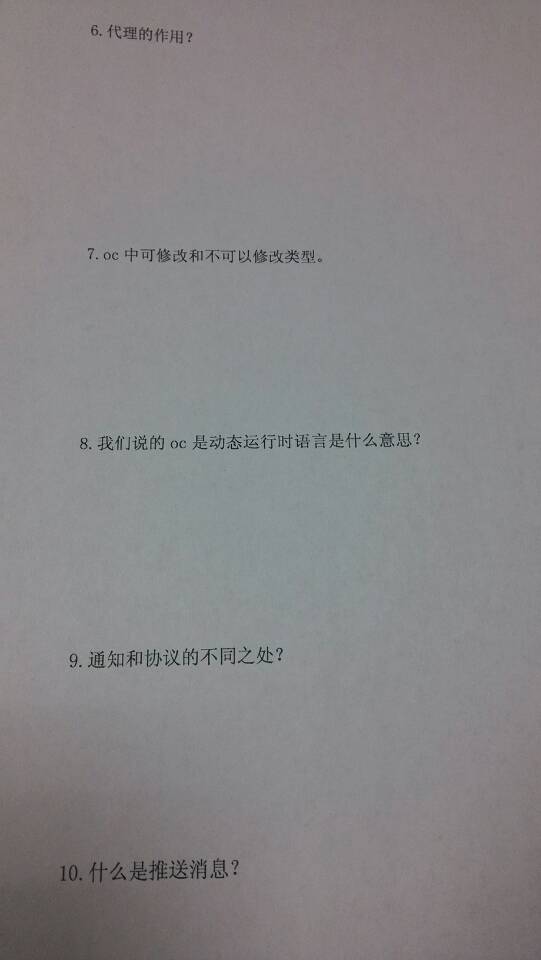 6.代理的作用？
7.oc 中可修改和不可以修改类型。
8.我们说的 oc 是动态运行时语言是什么意思？
9.通知和协议的不同之处？
10.什么是推送消息？